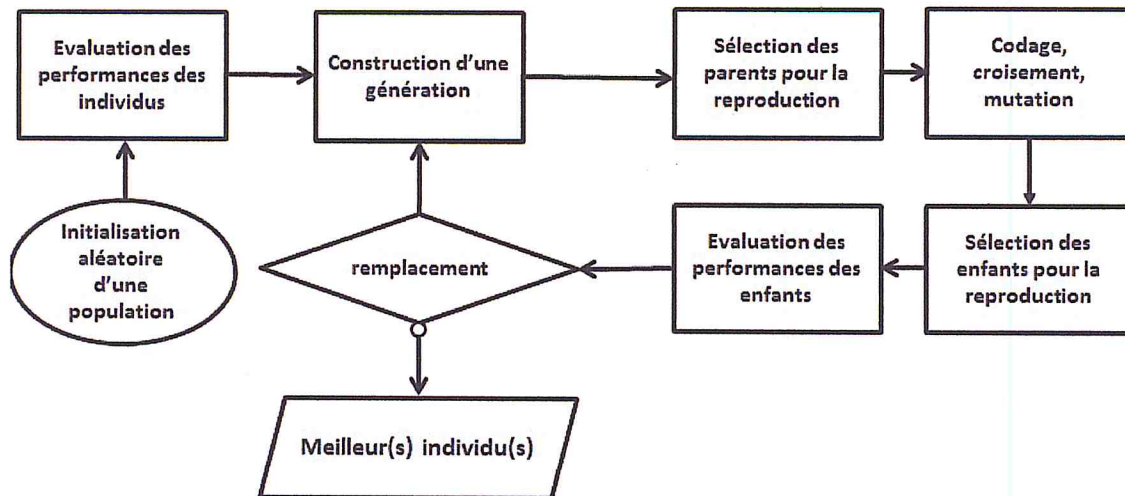 Evaluation des
performances des
individus
Construction d'une
génération
Sélection des
parents pour la
reproduction
Codage,
croisement,
mutation
Initialisation
aléatoire
d'une
population
remplacement
Evaluation des
performances des
enfants
Sélection des
enfants pour la
reproduction
Meilleur(s) individu(s)